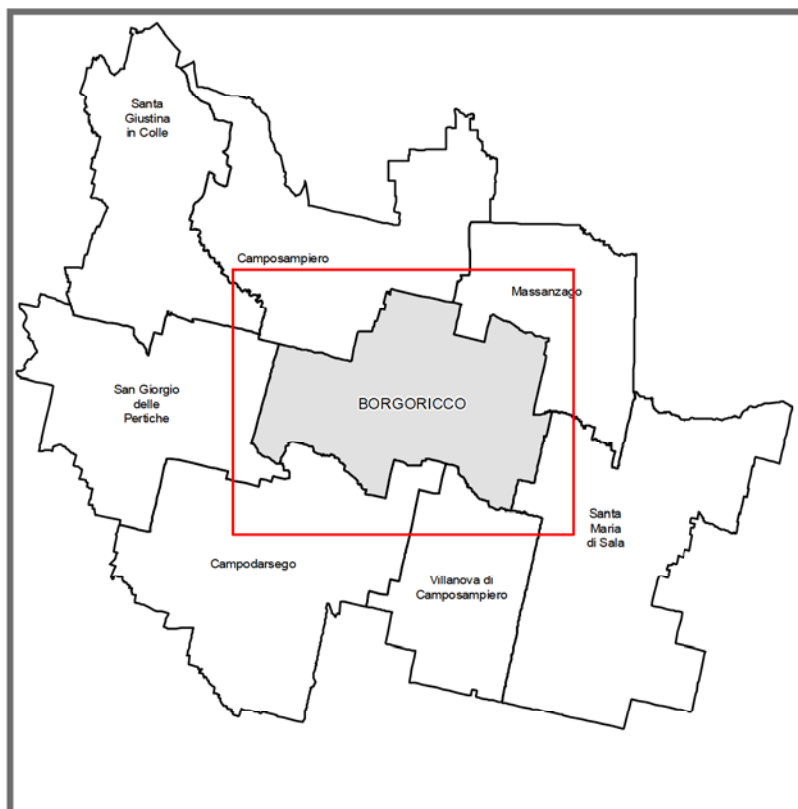 Santa
Giustina
in Colle
Camposampiero
Massanzago
San Giorgio
delle
Pertiche
BORGORICCO
Santa
Maria
di Sala
Campodarsego
Villanova di
Camposampiero